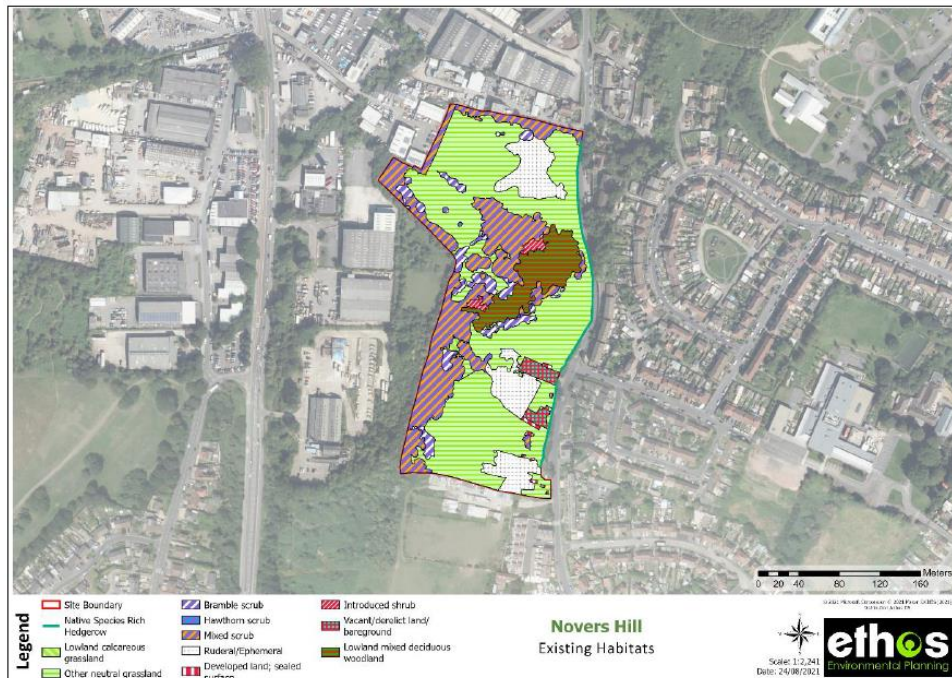 Meters
0 20 40 80 120 160
Legend
Site Boundary
Native Species Rich
Hedgerow
Lowland calcareous
grassland
Other neutral grassland
Bramble scrub
Hawthorn scrub
Mixed scrub
Ruderal/Ephemeral
Developed land; sealed
surface
Introduced shrub
Vacant/derelict land/
bareground
Lowland mixed deciduous
woodland
Novers Hill
Existing Habitats
Scale: 1:2,241
Date: 24/08/2021
ethos
Environmental Planning